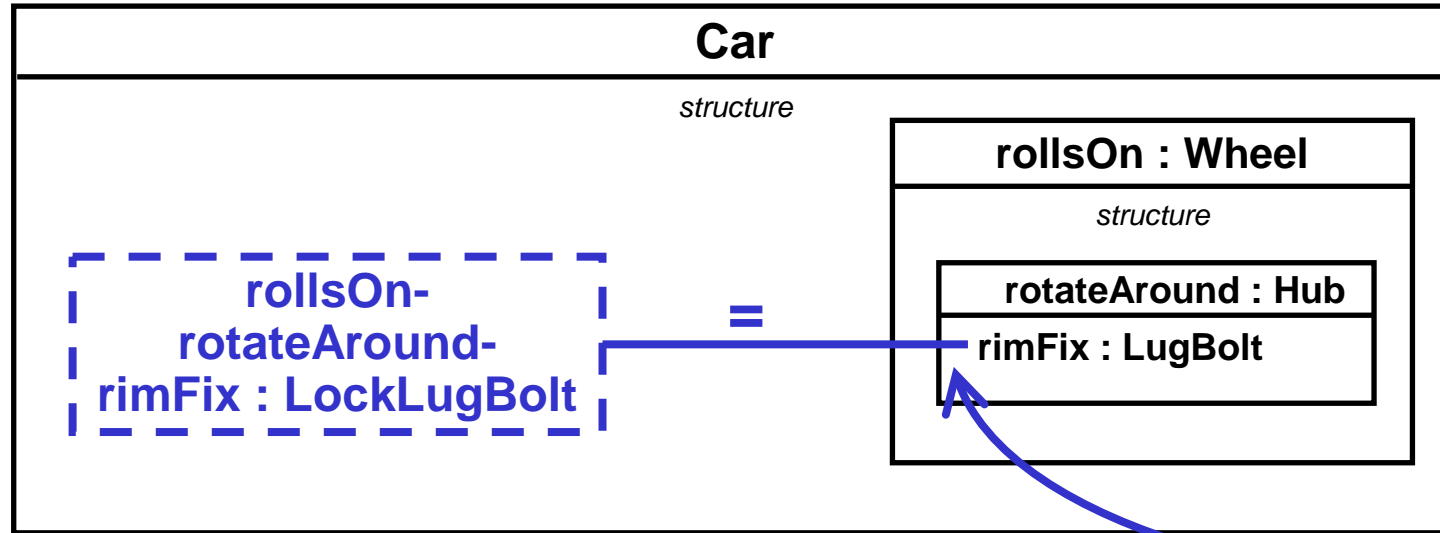 Car
structure
rollsOn : Wheel
structure
rotateAround : Hub
rimFix : LugBolt
rollsOn-
rotateAround-
rimFix : LockLugBolt
=